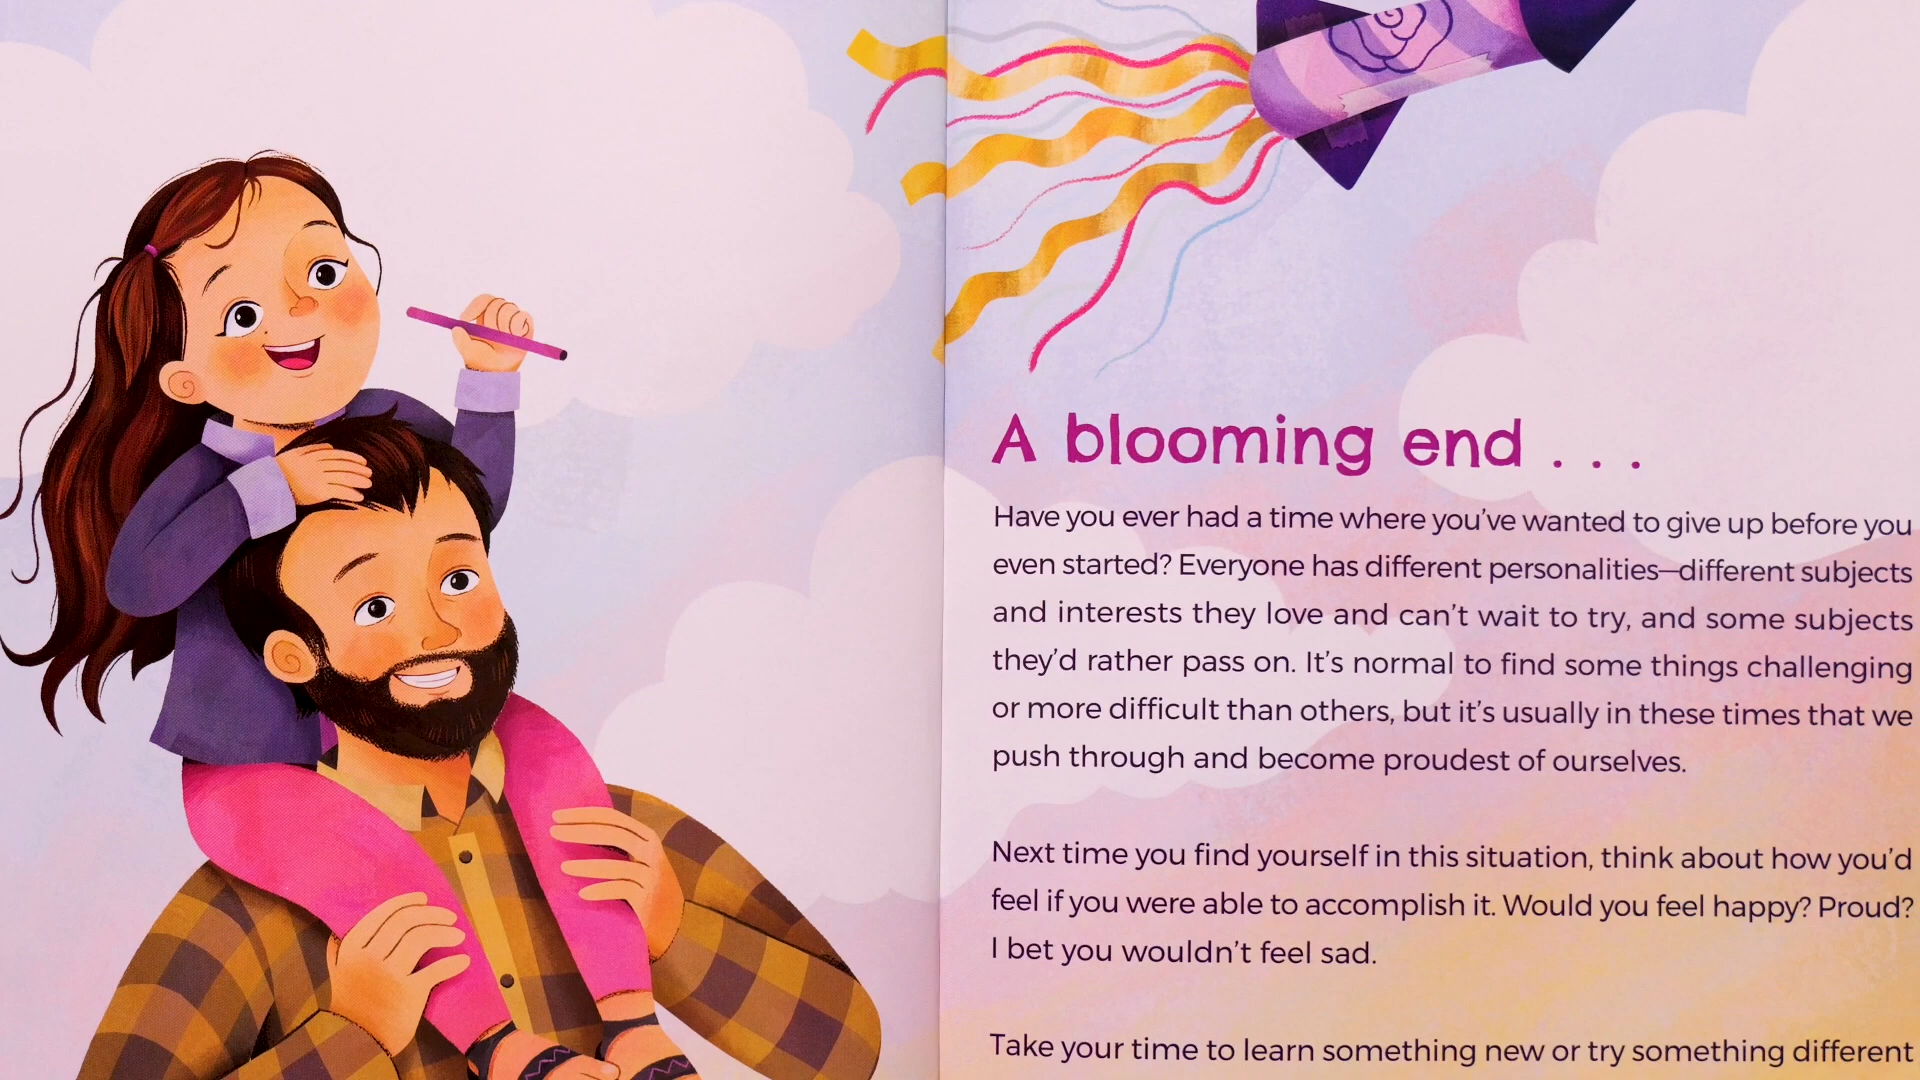 A blooming end . . .
Have you ever had a time where you've wanted to give up before you
even started? Everyone has different personalities—different subjects
and interests they love and can't wait to try, and some subjects
they'd rather pass on. It's normal to find some things challenging
or more difficult than others, but it's usually in these times that we
push through and become proudest of ourselves.
Next time you find yourself in this situation, think about how you'd
feel if you were able to accomplish it. Would you feel happy? Proud?
I bet you wouldn't feel sad.
Take your time to learn something new or try something different